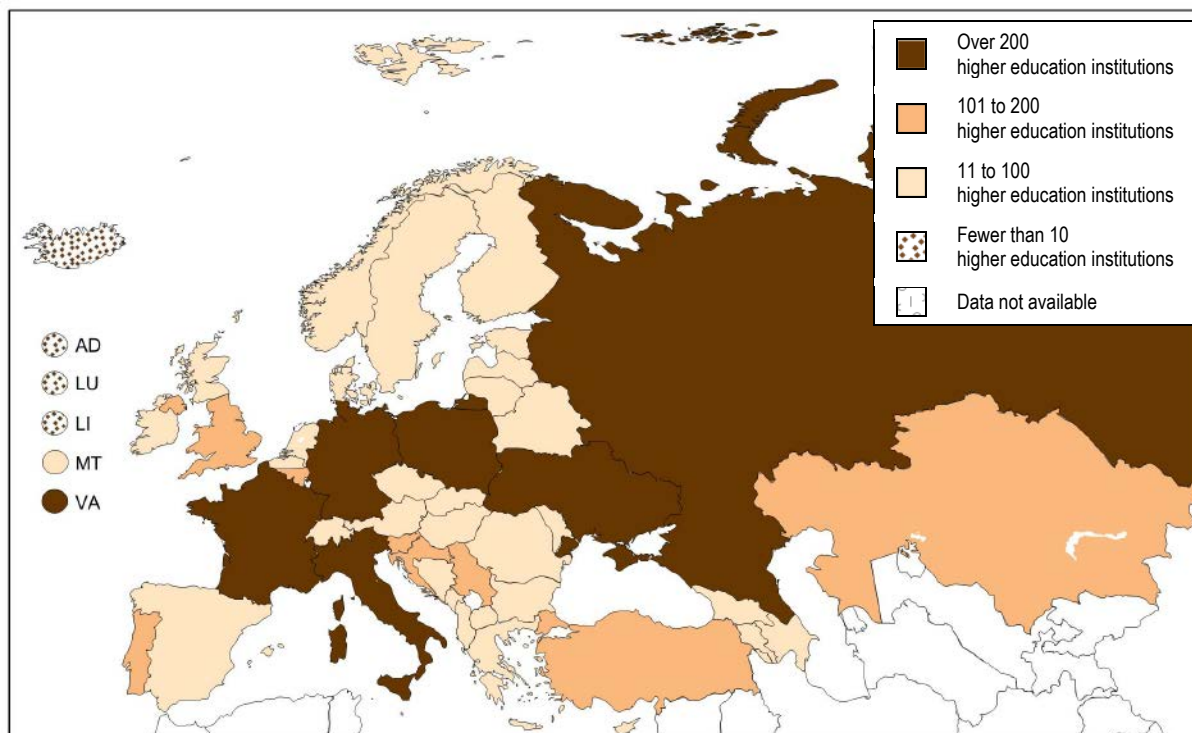 Over 200
higher education institutions
101 to 200
higher education institutions
11 to 100
higher education institutions
Fewer than 10
higher education institutions
Data not available
AD
LU
LI
MT
VA